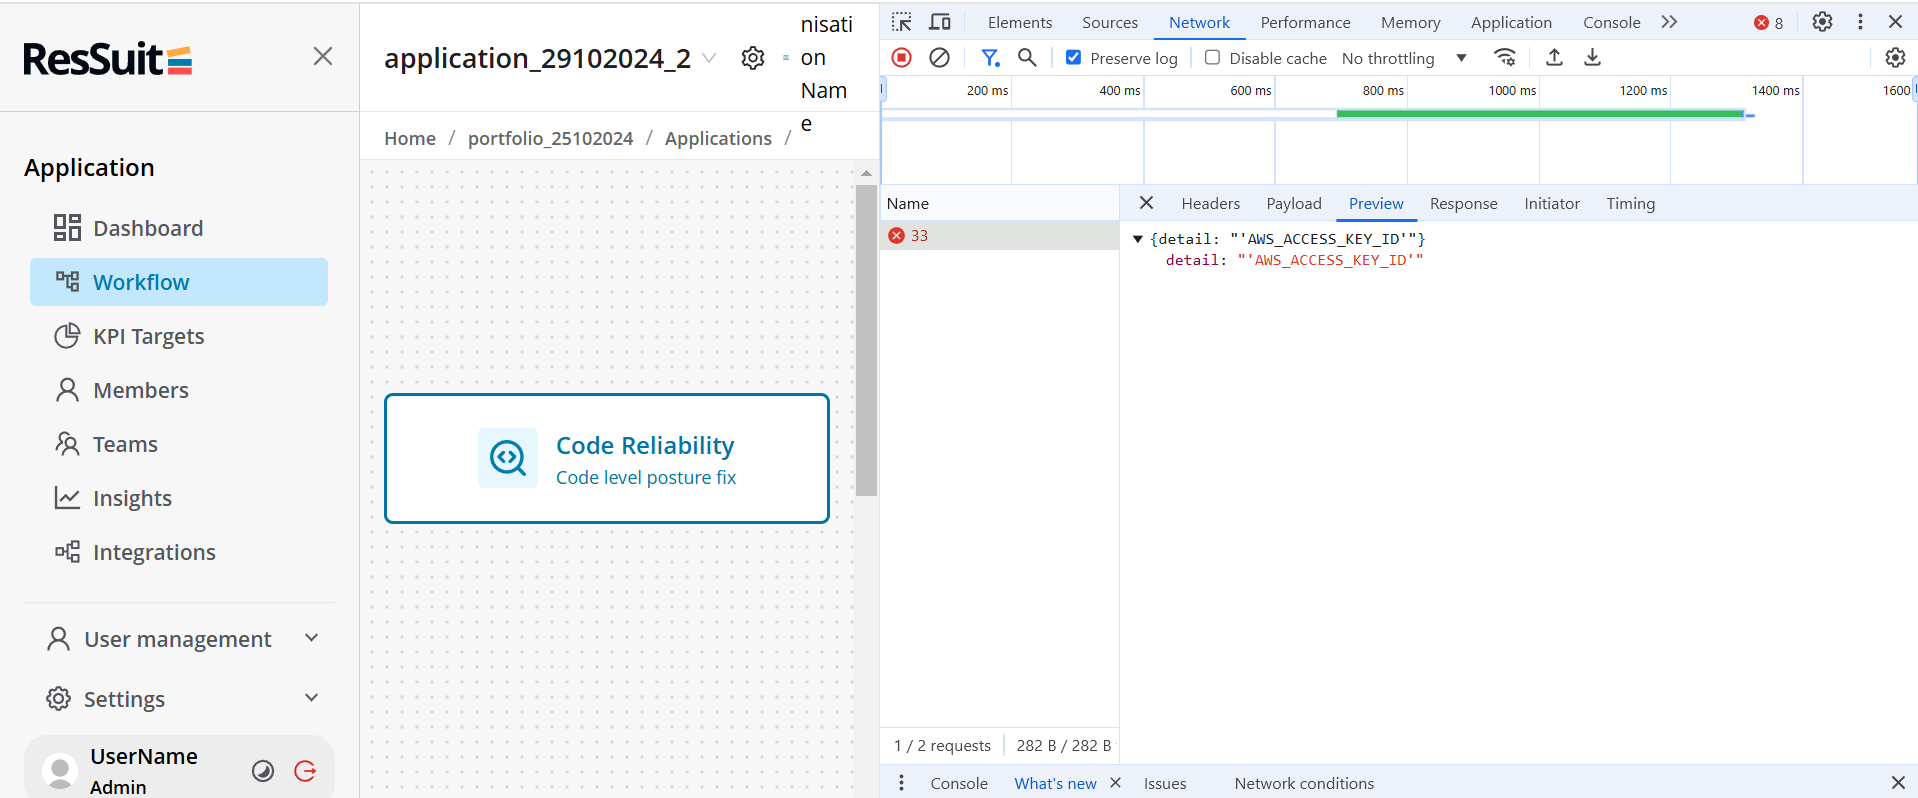 ResSuit
Application
Dashboard
Workflow
KPI Targets
Members
Teams
Insights
Integrations
User management
Settings
UserName
Admin
application_29102024_2
nisati
on
Nam
e
Home / portfolio_25102024 / Applications /
Code Reliability
Code level posture fix
Elements Sources Network Performance Memory Application Console 8
Preserve log Disable cache No throttling
200 ms 400 ms 600 ms 800 ms 1000 ms 1200 ms 1400 ms 1600
Name
33
1 / 2 requests 282 B / 282 B
Headers Payload Preview Response Initiator Timing
{detail: "'AWS_ACCESS_KEY_ID'"}
detail: "'AWS_ACCESS_KEY_ID'"
Console What's new Issues Network conditions